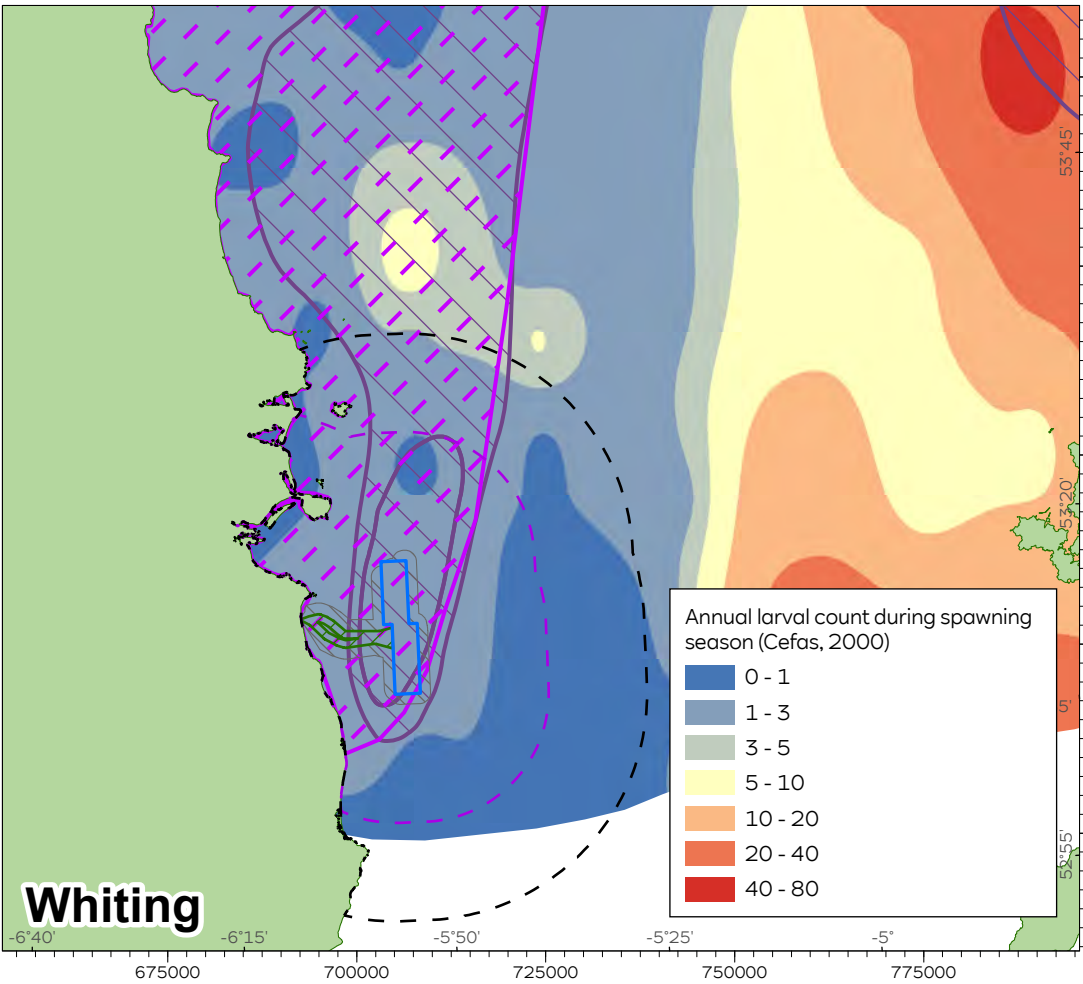 53°45'
53°20'
Annual larval count during spawning
season (Cefas, 2000)
0 - 1
1 - 3
3 - 5
5 - 10
10 - 20
20 - 40
40 - 80
5'
52°55'
Whiting
-6°40'
-6°15'
-5°50'
-5°25'
-5°
675000
700000
725000
750000
775000